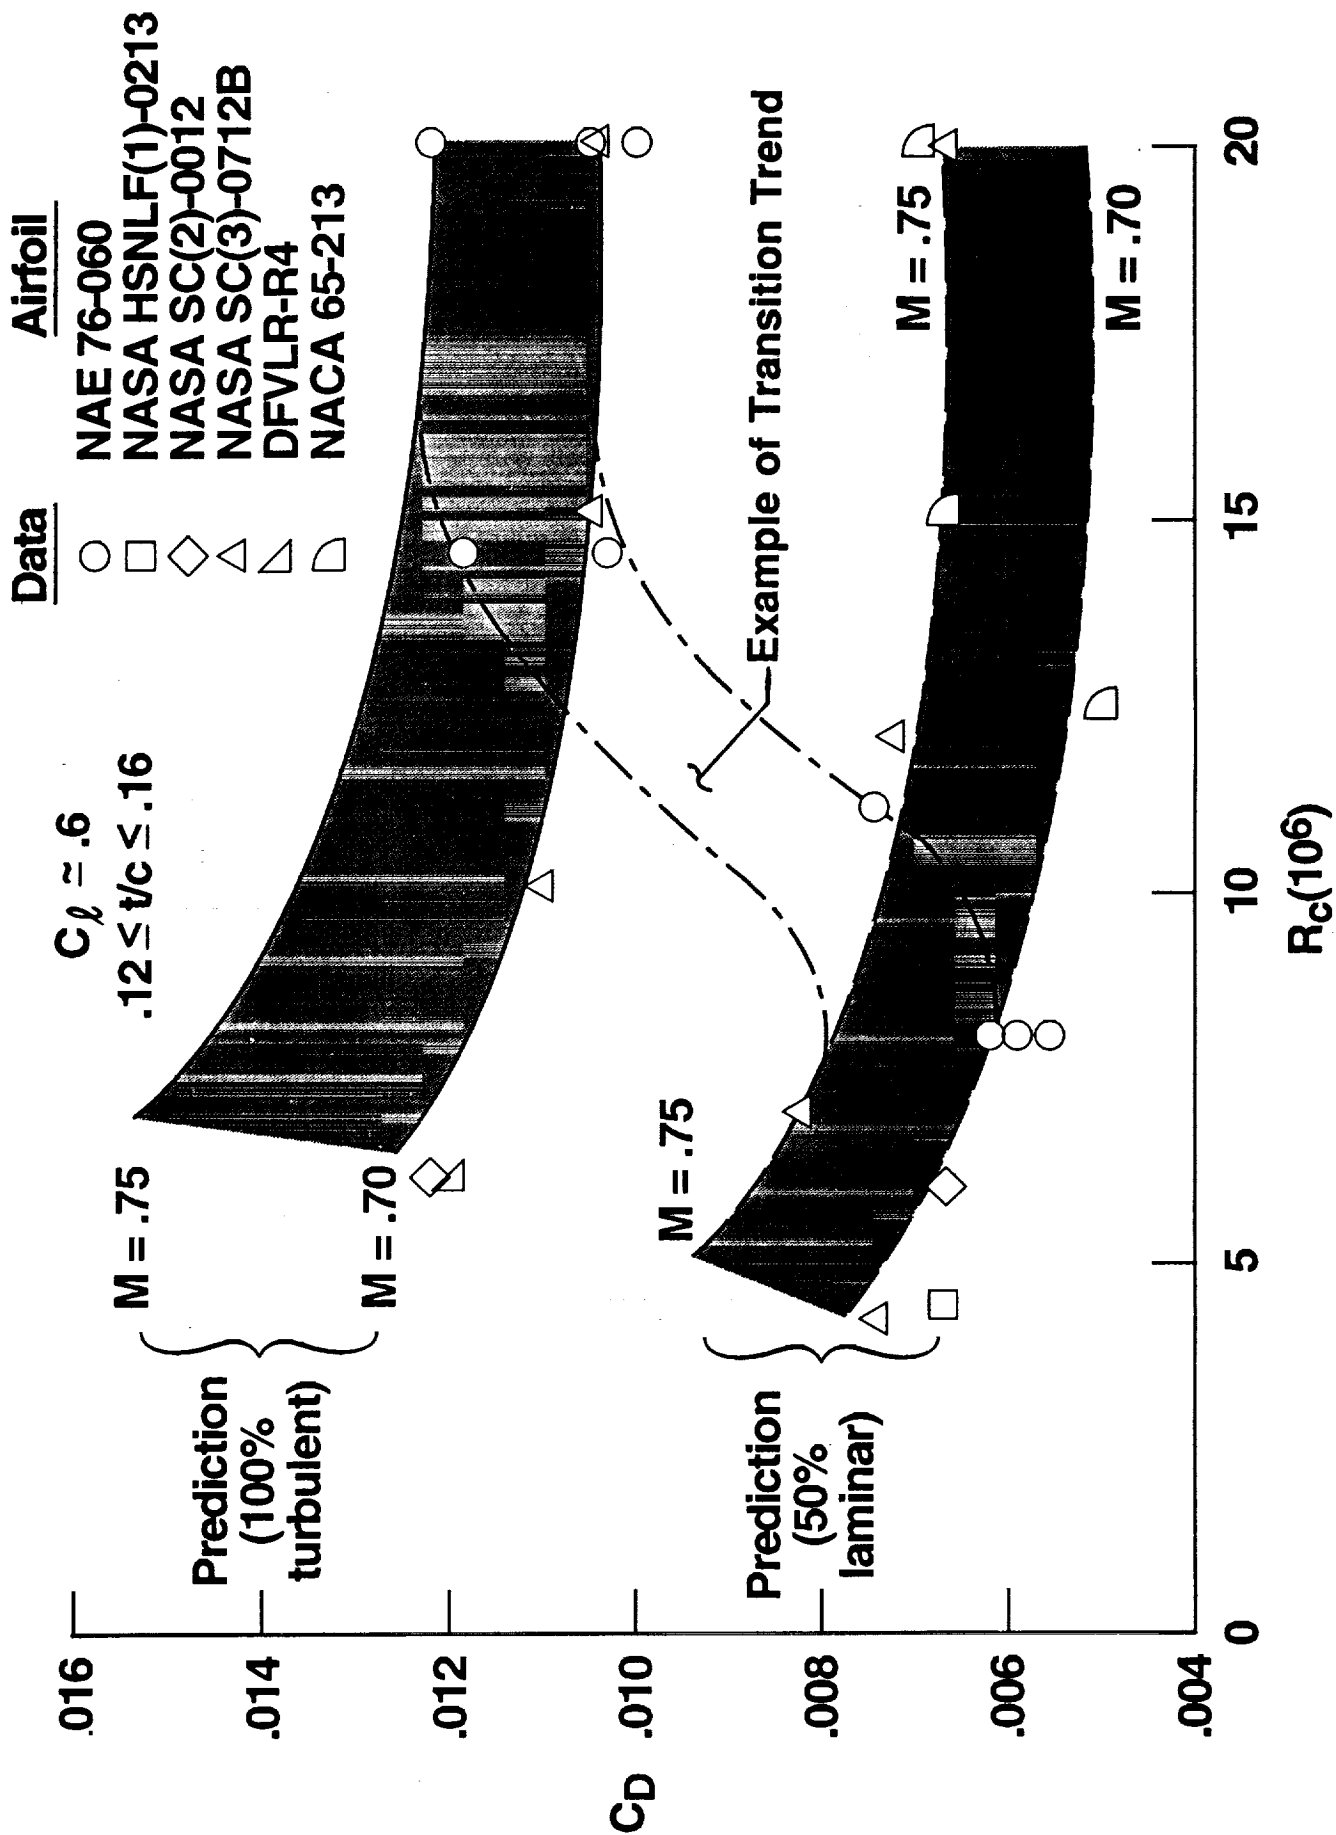 Data Airfoil
NAE 76-060
NASA HSNLF(1)-0213
NASA SC(2)-0012
NASA SC(3)-0712B
DFVLR-R4
NACA 65-213
Cℓ ≃ .6
.12 ≤ t/c ≤ .16
.016
.014
.012
.010
.008
.006
.004
CD
Prediction
(100%
turbulent)
M = .75
M = .70
Prediction
(50%
laminar)
M = .75
Example of Transition Trend
M = .75
M = .70
0 5 10 15 20
Rc(10⁶)